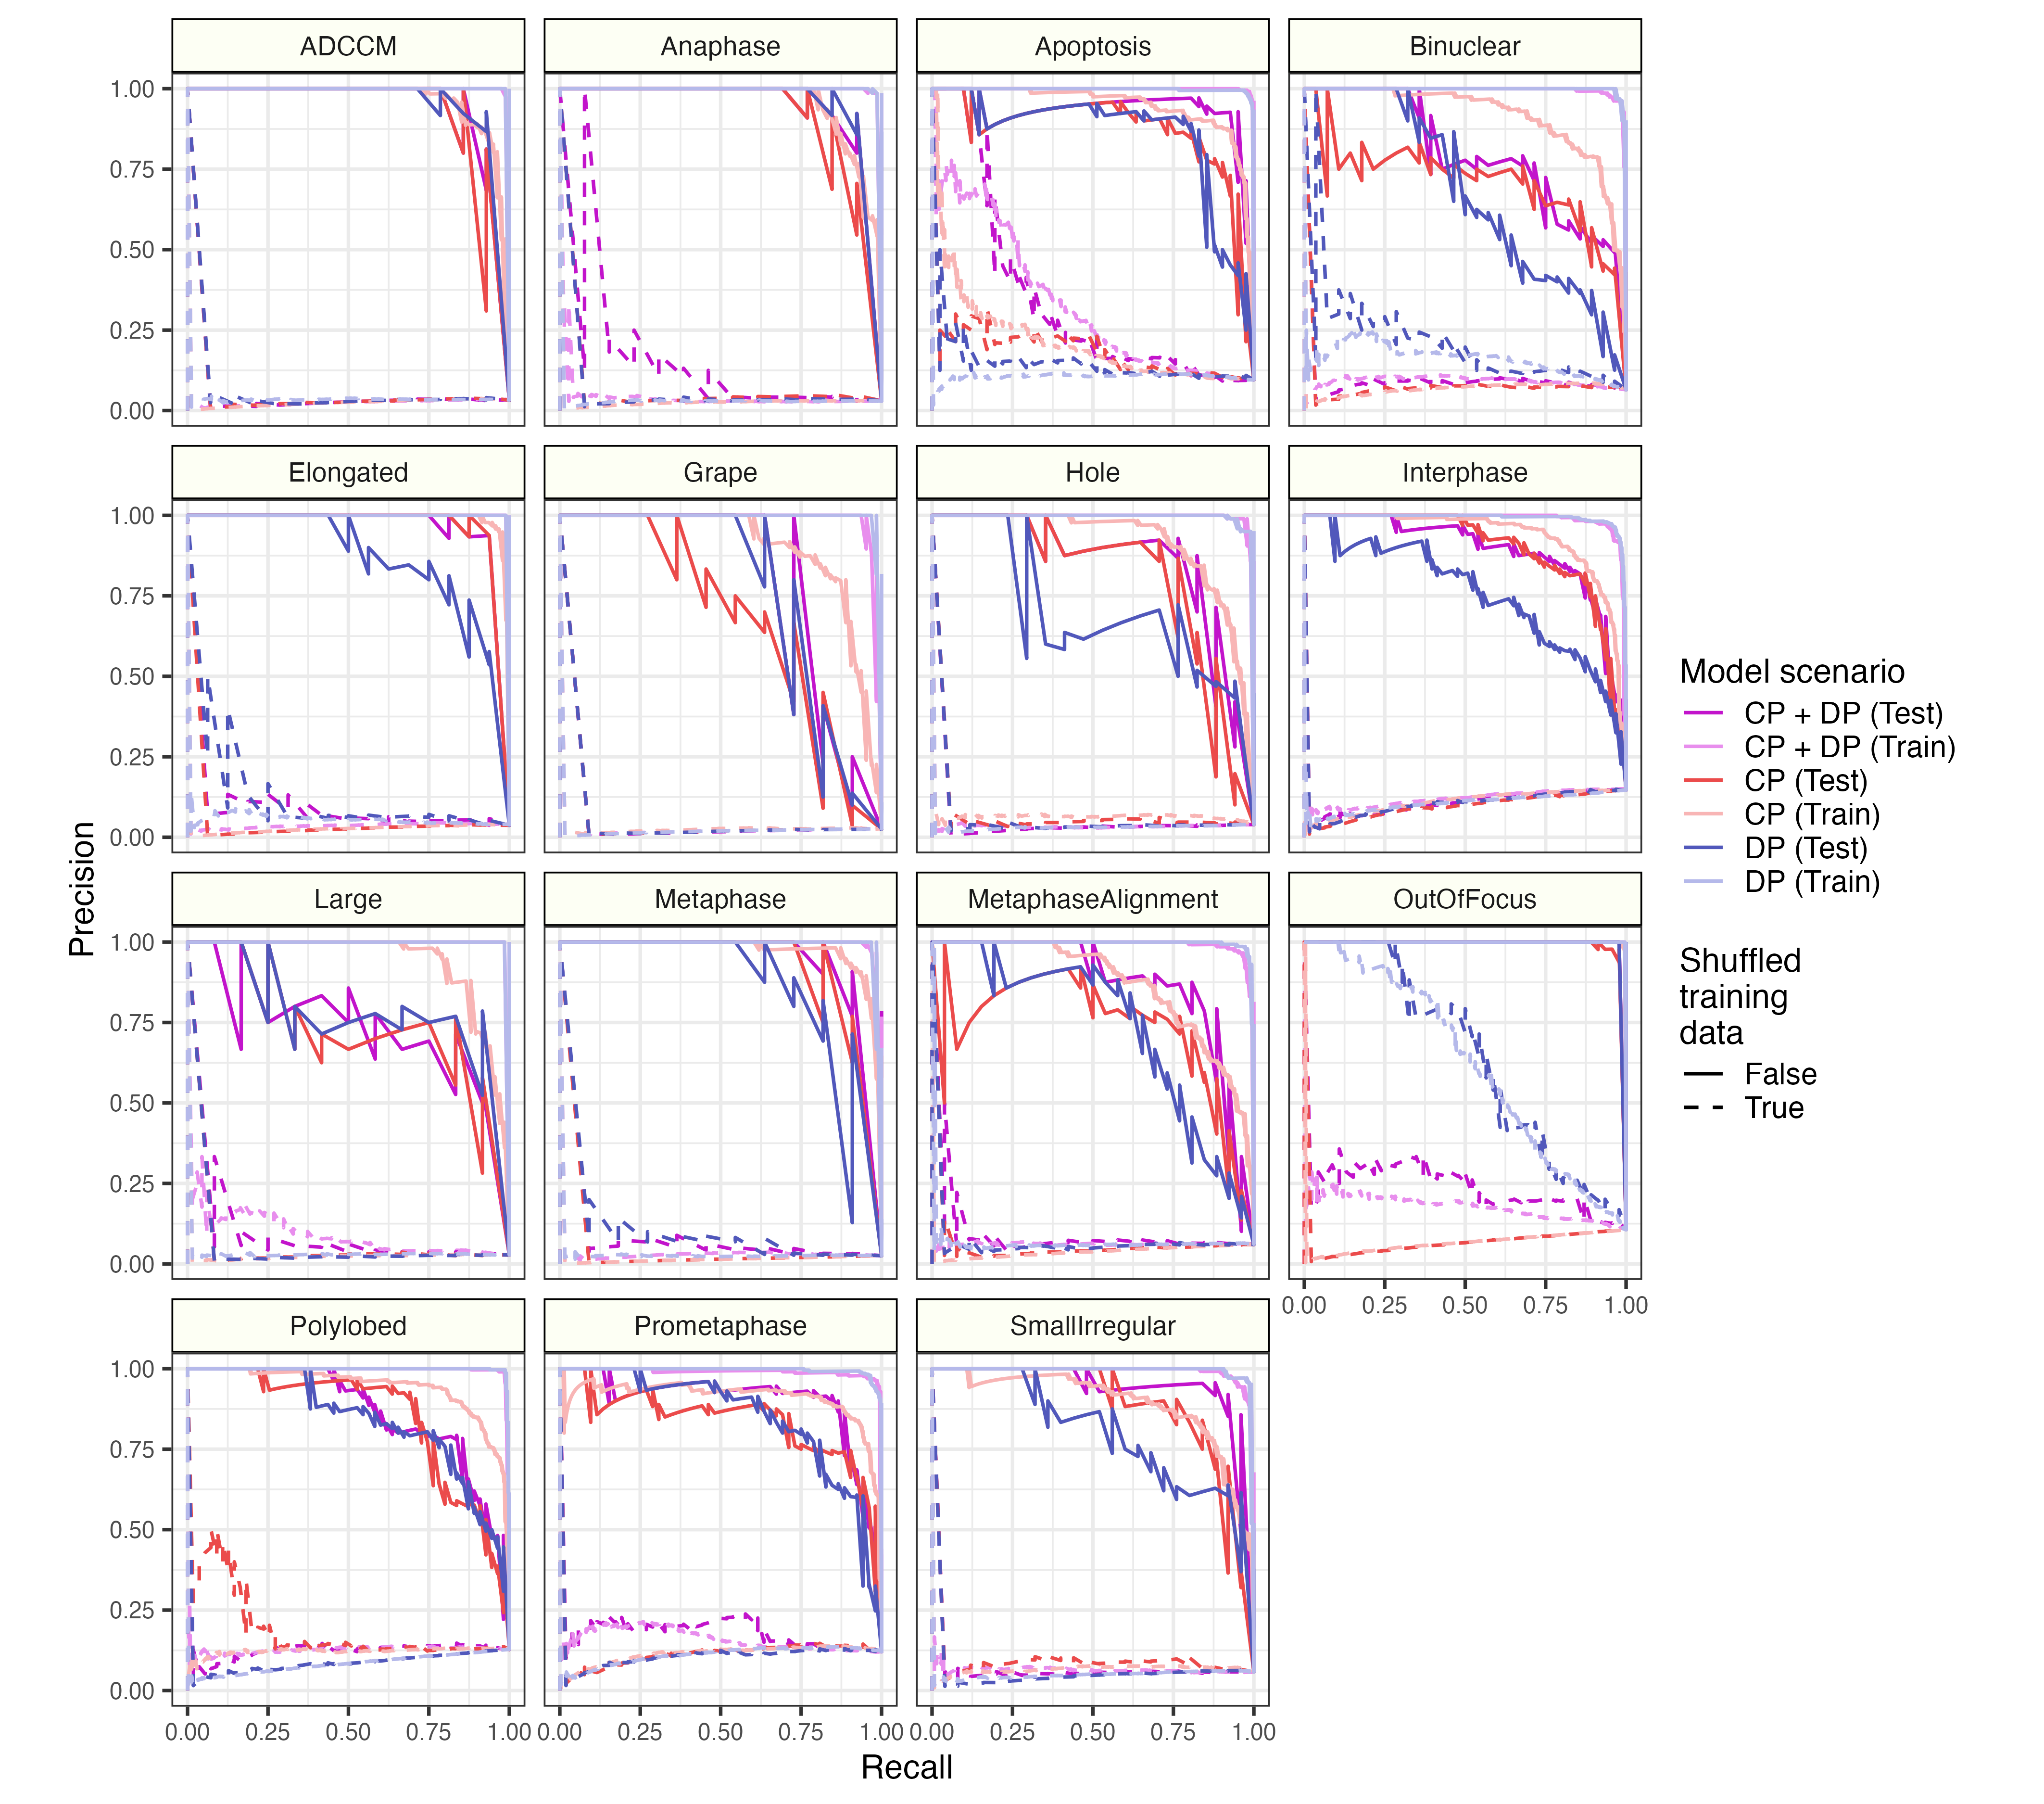 ADCCM Anaphase Apoptosis Binuclear
1.00
0.75
0.50
0.25
0.00
Elongated Grape Hole Interphase
1.00
0.75
0.50
0.25
0.00
Large Metaphase MetaphaseAlignment OutOfFocus
1.00
0.75
0.50
0.25
0.00
0.00 0.25 0.50 0.75 1.00
Polylobed Prometaphase SmallIrregular
1.00
0.75
0.50
0.25
0.00
0.00 0.25 0.50 0.75 1.00 0.00 0.25 0.50 0.75 1.00 0.00 0.25 0.50 0.75 1.00
Recall
Precision
Model scenario
CP + DP (Test)
CP + DP (Train)
CP (Test)
CP (Train)
DP (Test)
DP (Train)
Shuffled
training
data
False
True